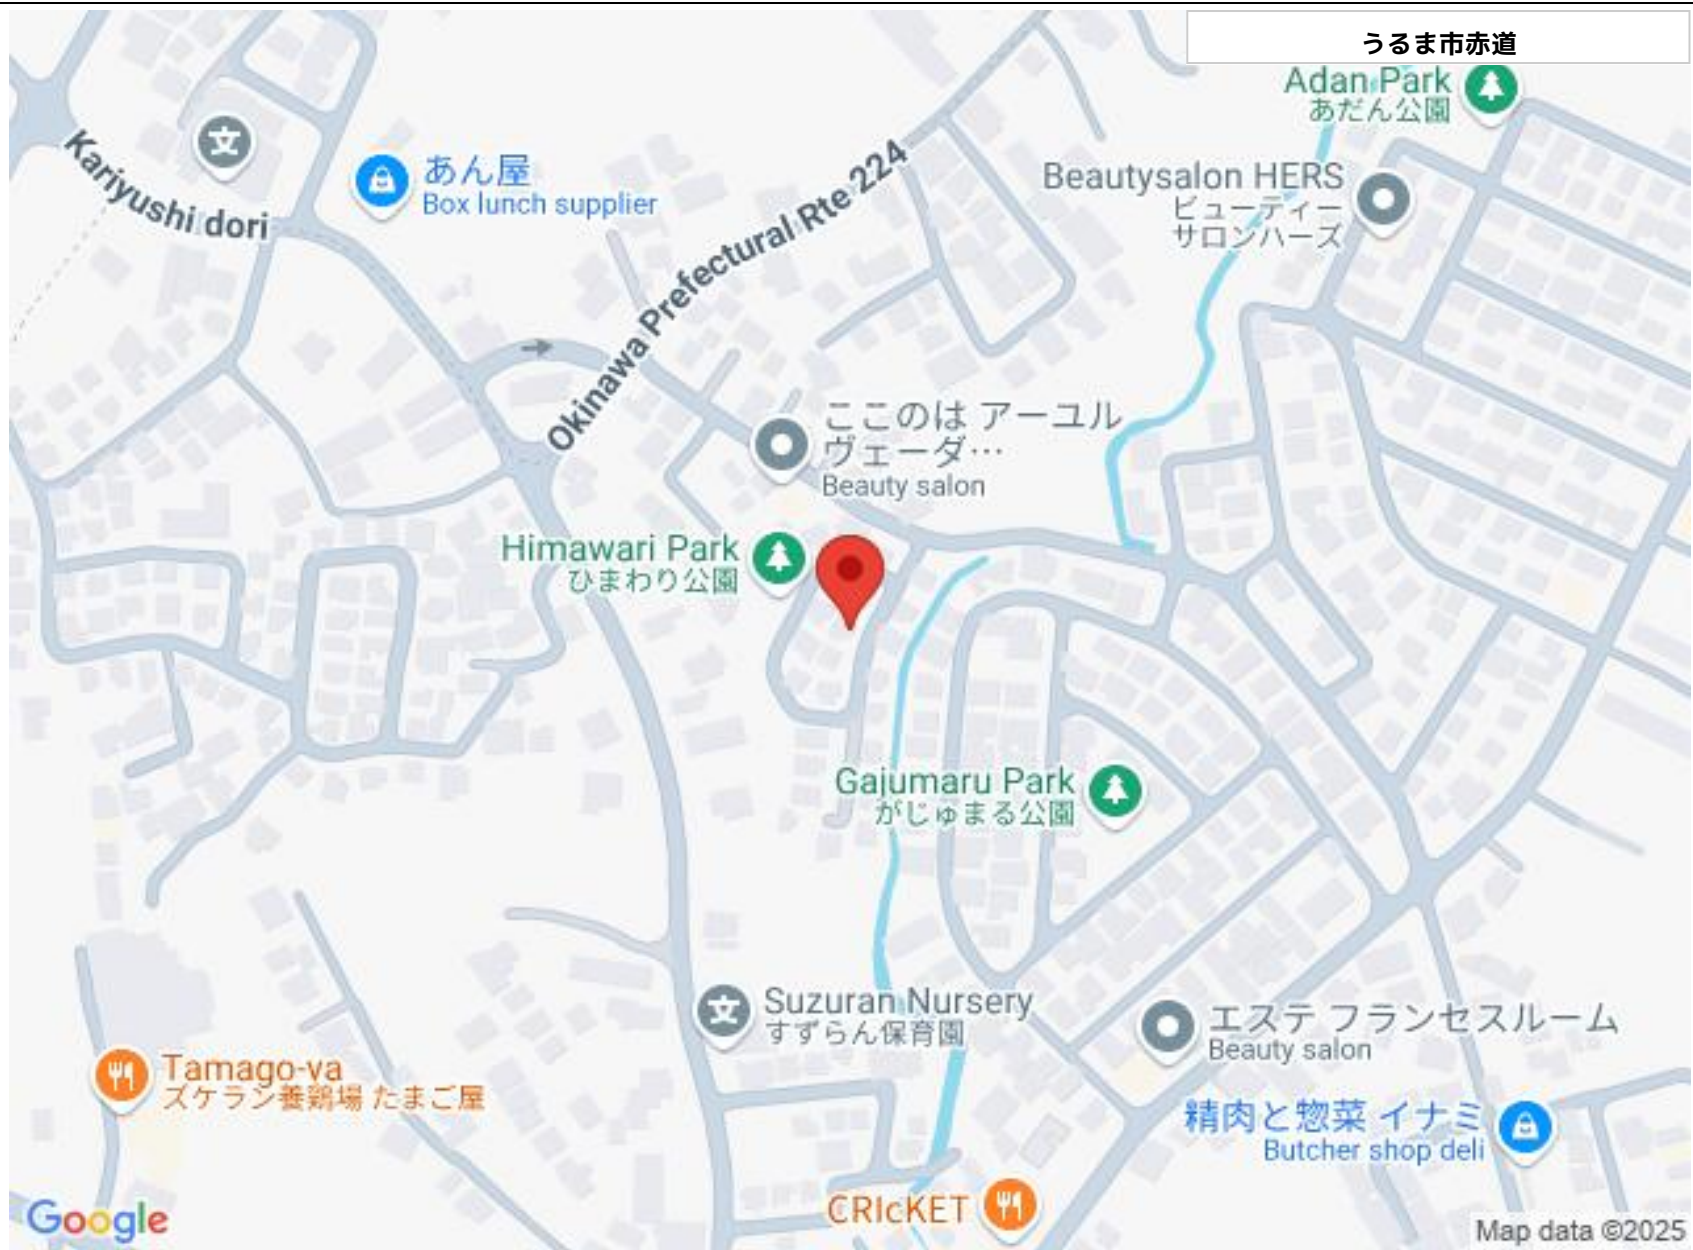 うるま市赤道
Adan Park
あだん公園
Kariyushi dori
あん屋
Box lunch supplier
Okinawa Prefectural Rte 224
Beautysalon HERS
ビューティー
サロンハーズ
ここのは アーユル
ヴェーダ…
Beauty salon
Himawari Park
ひまわり公園
Gajumaru Park
がじゅまる公園
Suzuran Nursery
すずらん保育園
エステ フランセスルーム
Beauty salon
Tamago-ya
ズケラン養鶏場 たまご屋
精肉と惣菜 イナミ
Butcher shop deli
CRIcKET
Google
Map data ©2025